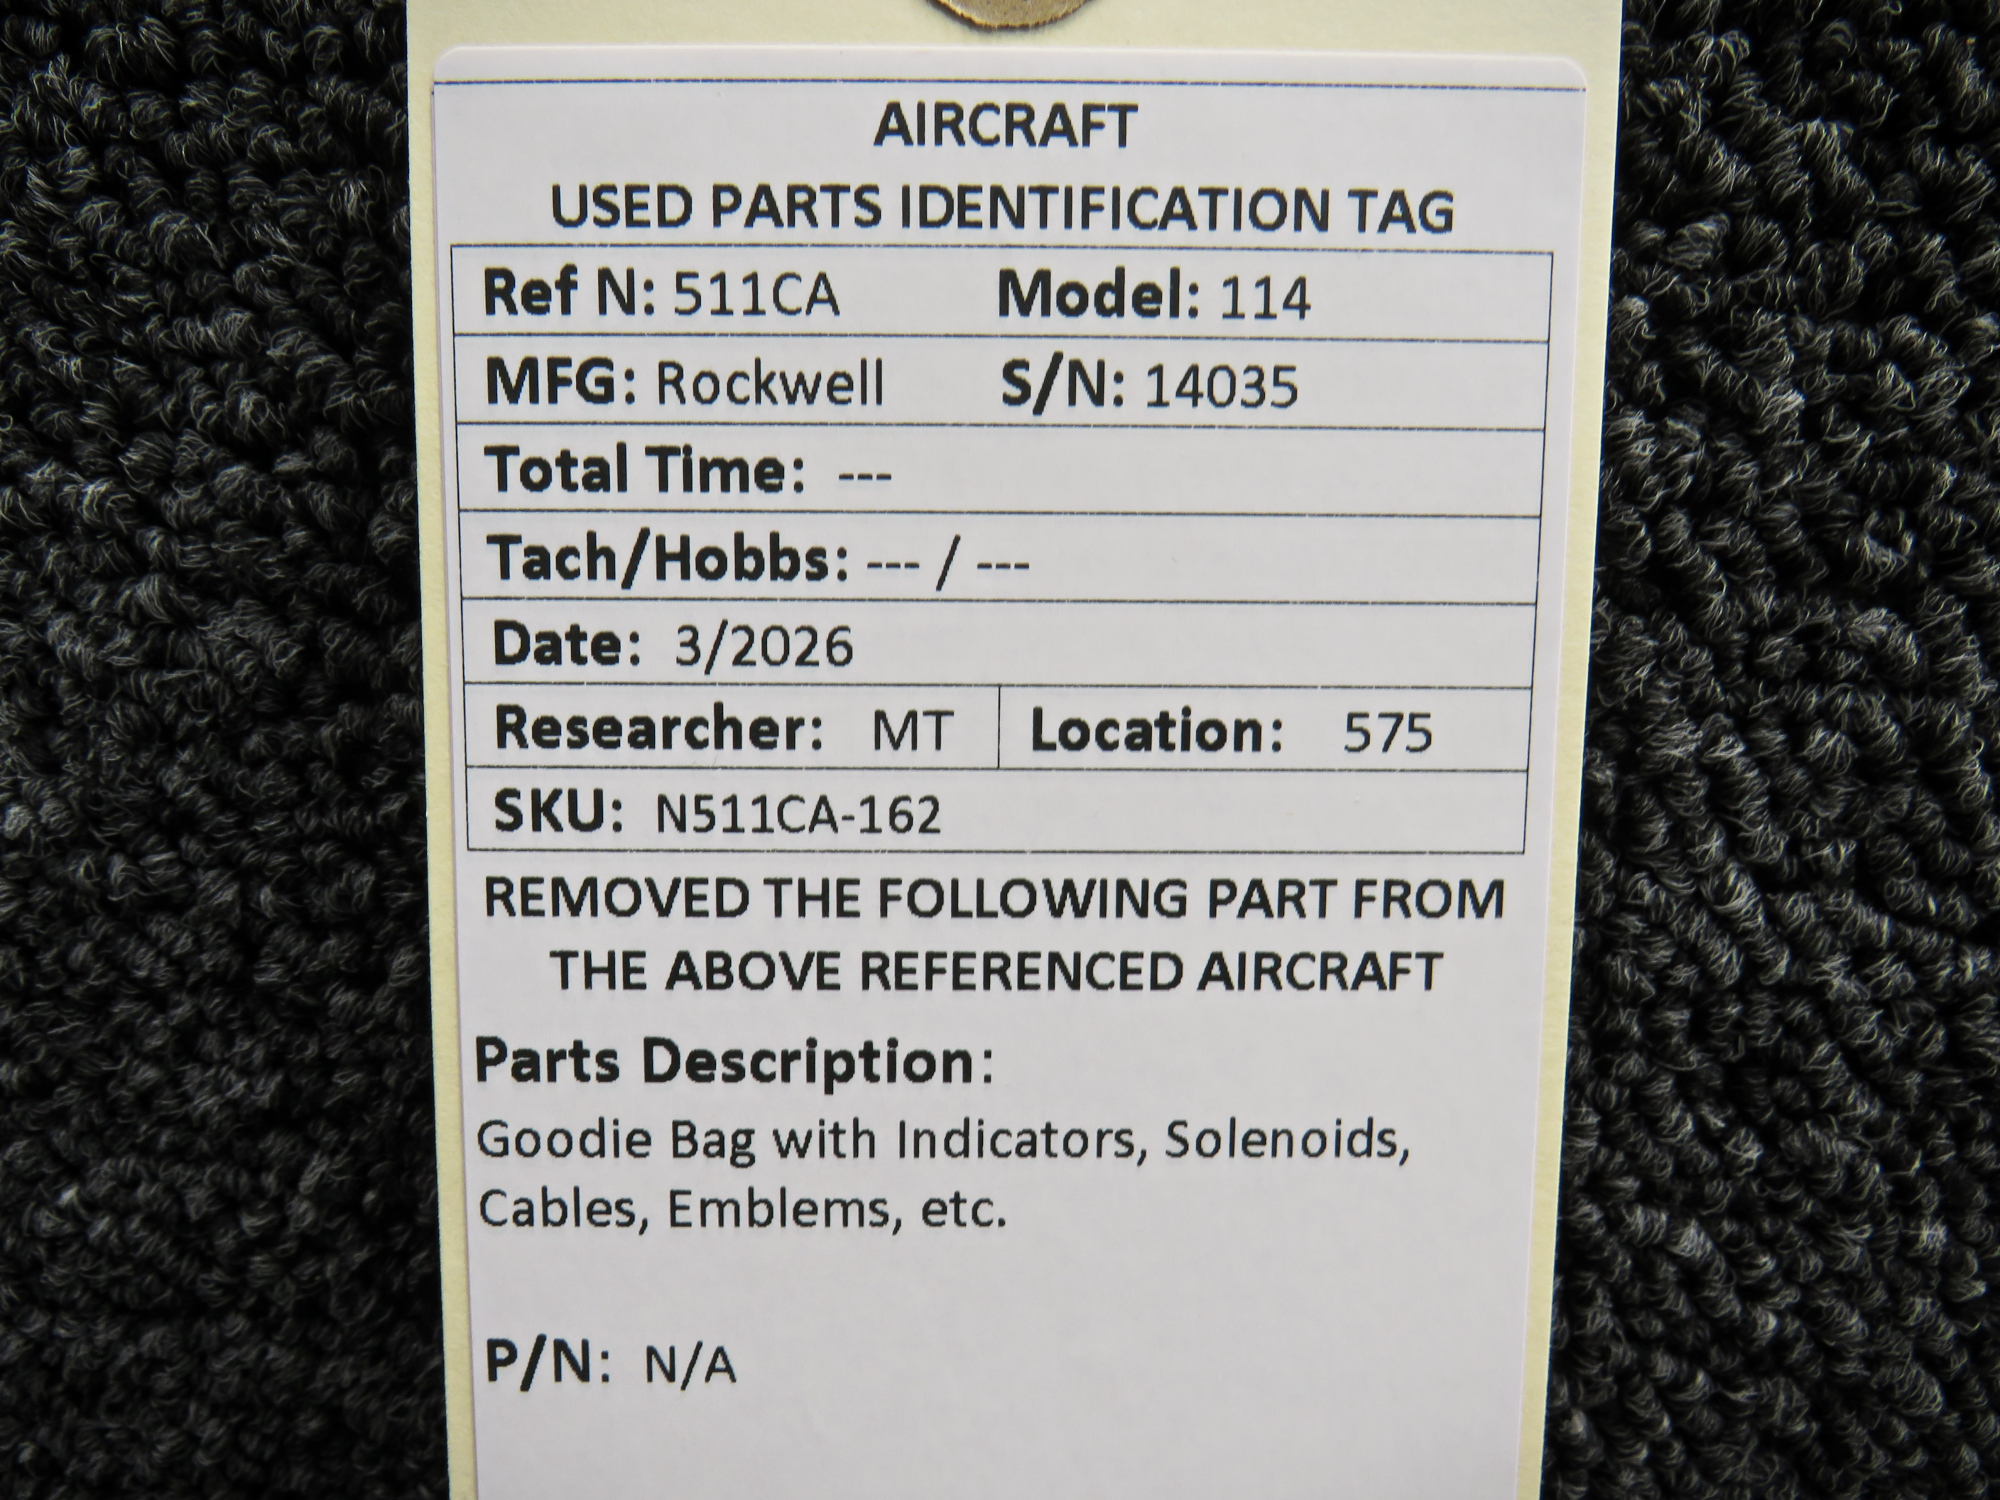 AIRCRAFT
USED PARTS IDENTIFICATION TAG
Ref N: 511CA Model: 114
MFG: Rockwell S/N: 14035
Total Time: ---
Tach/Hobbs: --- / ---
Date: 3/2026
Researcher: MT Location: 575
SKU: N511CA-162
REMOVED THE FOLLOWING PART FROM
THE ABOVE REFERENCED AIRCRAFT
Parts Description:
Goodie Bag with Indicators, Solenoids,
Cables, Emblems, etc.
P/N: N/A